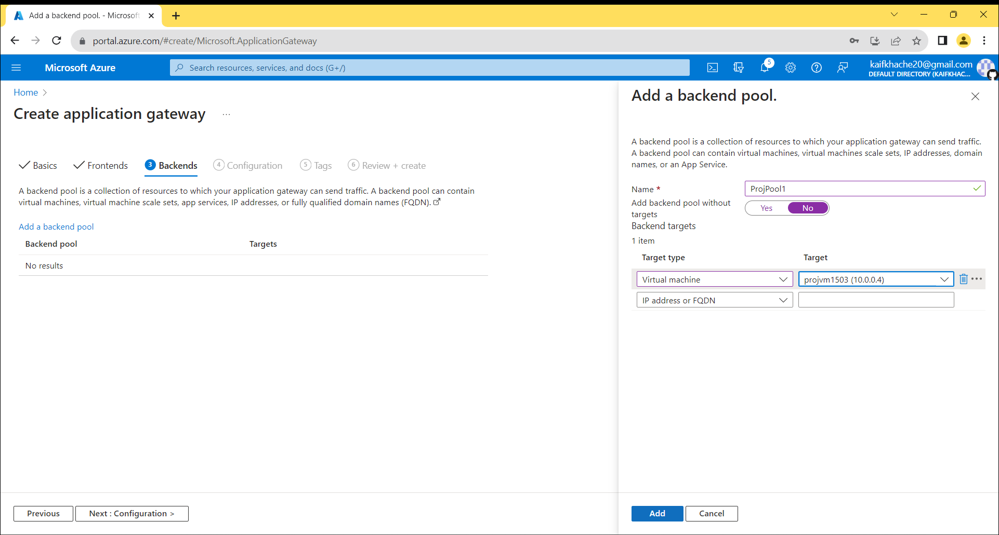 Add a backend pool. - Microsoft
portal.azure.com/#create/Microsoft.ApplicationGateway
Microsoft Azure
Search resources, services, and docs (G+/)
5
kaifkhache20@gmail.com
DEFAULT DIRECTORY (KAIFKHAC...
Home
Create application gateway
...
Basics
Frontends
3 Backends
4 Configuration
5 Tags
6 Review + create
A backend pool is a collection of resources to which your application gateway can send traffic. A backend pool can contain
virtual machines, virtual machine scale sets, app services, IP addresses, or fully qualified domain names (FQDN).
Add a backend pool
Backend pool Targets
No results
Previous
Next : Configuration >
Add a backend pool.
A backend pool is a collection of resources to which your application gateway can send traffic.
A backend pool can contain virtual machines, virtual machines scale sets, IP addresses, domain
names, or an App Service.
Name * ProjPool1
Add backend pool without
targets
Yes No
Backend targets
1 item
Target type Target
Virtual machine projvm1503 (10.0.0.4)
IP address or FQDN
Add
Cancel